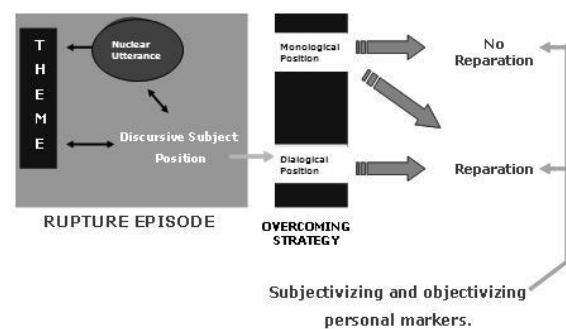 THEME
Nuclear
Utterance
Discursive Subject
Position
RUPTURE EPISODE
Monological
Position
Dialogical
Position
OVERCOMING
STRATEGY
No
Reparation
Reparation
Subjectivizing and objectivizing
personal markers.